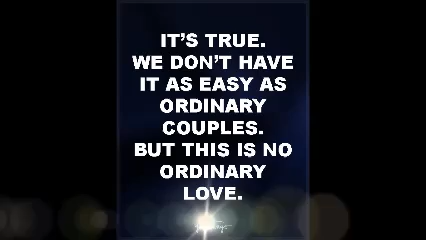 IT'S TRUE.
WE DON'T HAVE
IT AS EASY AS
ORDINARY
COUPLES.
BUT THIS IS NO
ORDINARY
LOVE.